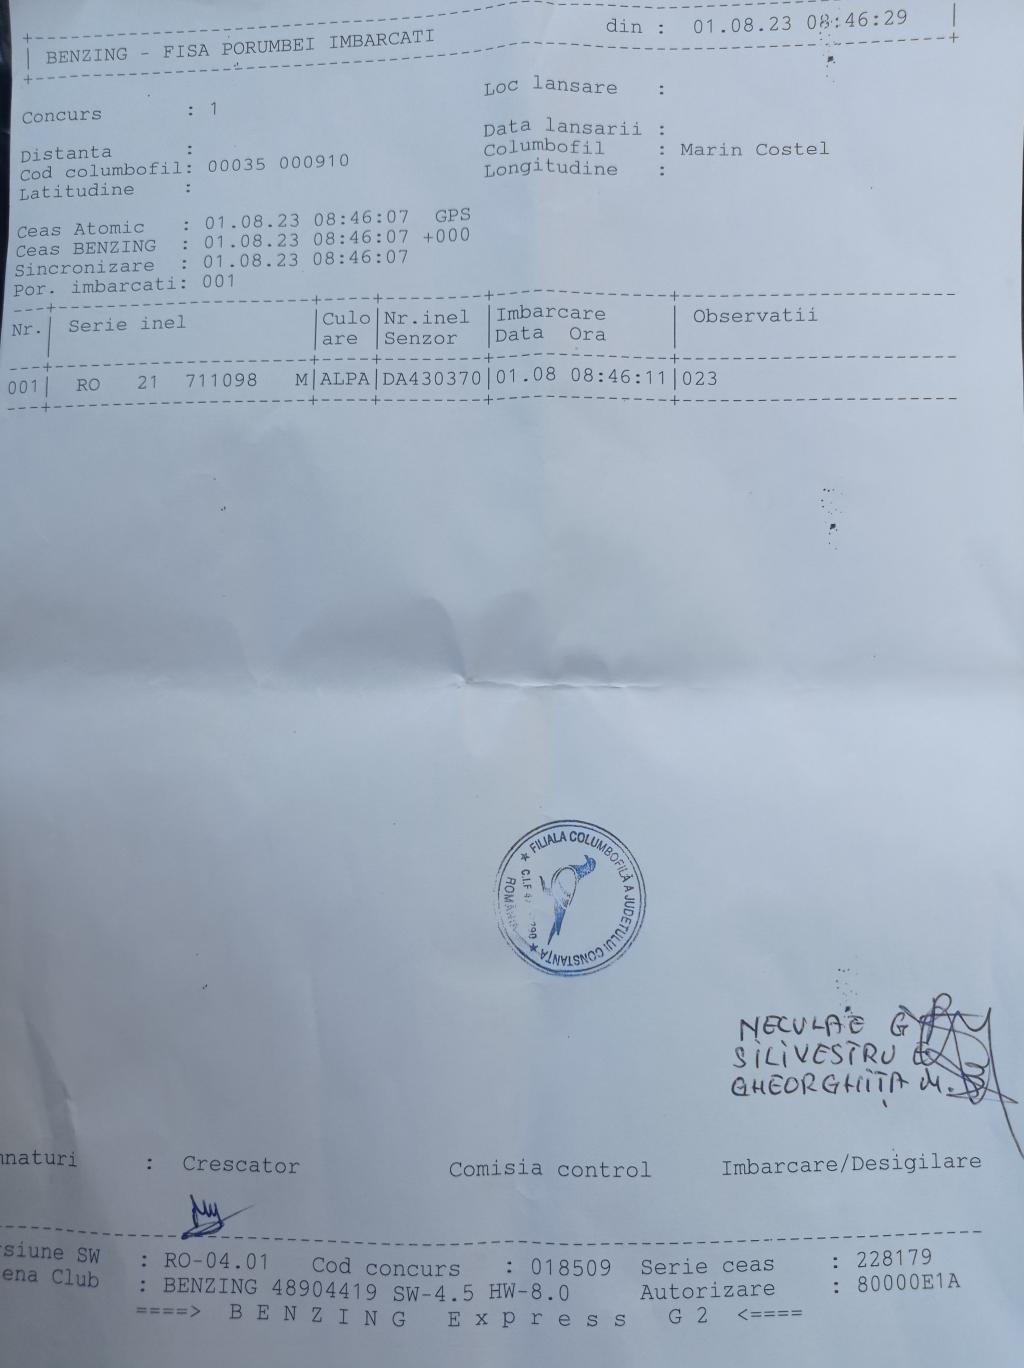 BENZING - FISA PORUMBEI IMBARCATI din : 01.08.23 08:46:29
Concurs : 1 Loc lansare :
Distanta : Data lansarii :
Cod columbofil: 00035 000910 Columbofil : Marin Costel
Latitudine : Longitudine :
Ceas Atomic : 01.08.23 08:46:07 GPS
Ceas BENZING : 01.08.23 08:46:07 +000
Sincronizare : 01.08.23 08:46:07
Por. imbarcati: 001
Nr. Serie inel Culo Nr.inel Imbarcare Observatii
are Senzor Data Ora
001 RO 21 711098 M ALPA DA430370 01.08 08:46:11 023
FILIALA COLUMBOFILĂ A JUDEȚULUI CONSTANȚA
ROMÂNIA
C.I.F
NECULAE G
SILIVESTRU
GHEORGHIȚA M.
naturi : Crescator Comisia control Imbarcare/Desigilare
siune SW : RO-04.01 Cod concurs : 018509 Serie ceas : 228179
ena Club : BENZING 48904419 SW-4.5 HW-8.0 Autorizare : 80000E1A
====> B E N Z I N G E x p r e s s G 2 <====